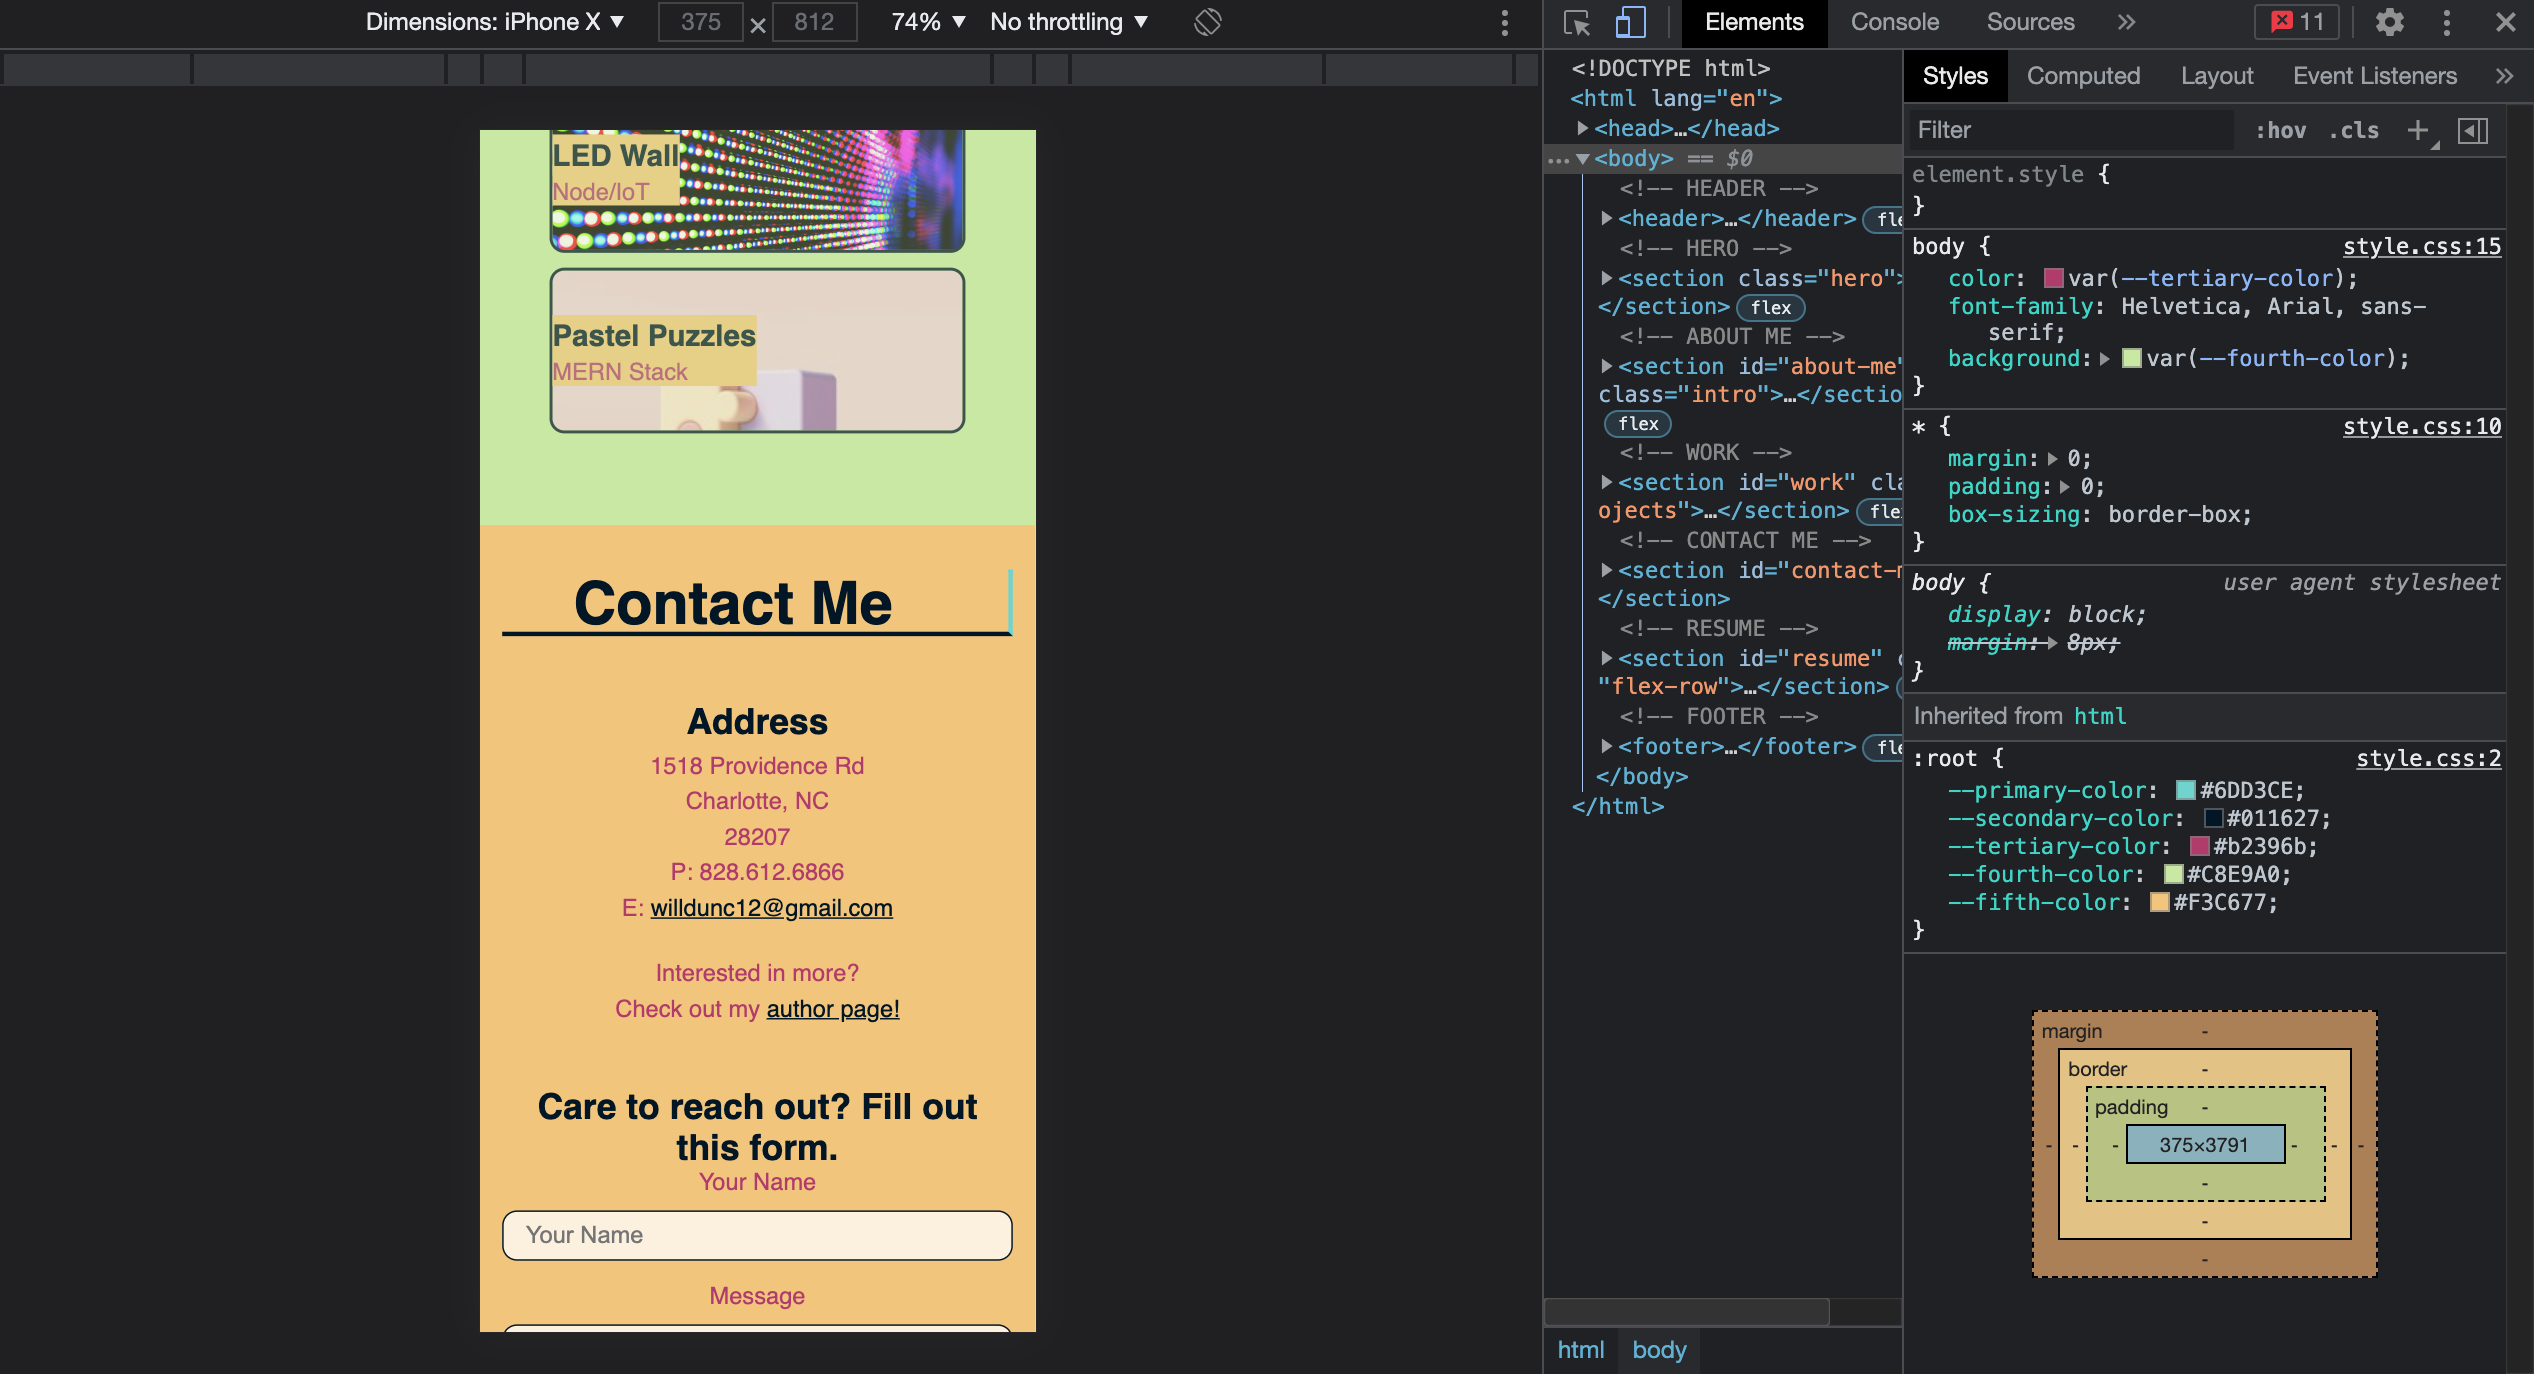 Dimensions: iPhone X ▼ 375 × 812 74% ▼ No throttling ▼
LED Wall
Node/IoT
Pastel Puzzles
MERN Stack
Contact Me
Address
1518 Providence Rd
Charlotte, NC
28207
P: 828.612.6866
E: willdunc12@gmail.com
Interested in more?
Check out my author page!
Care to reach out? Fill out
this form.
Your Name
Your Name
Message
Elements Console Sources » 11
<!DOCTYPE html>
<html lang="en">
<head>…</head>
… <body> == $0
<!-- HEADER -->
<header>…</header> fle
<!-- HERO -->
<section class="hero">
</section> flex
<!-- ABOUT ME -->
<section id="about-me"
class="intro">…</sectio
flex
<!-- WORK -->
<section id="work" cla
ojects">…</section> fle
<!-- CONTACT ME -->
<section id="contact-m
</section>
<!-- RESUME -->
<section id="resume" c
"flex-row">…</section>
<!-- FOOTER -->
<footer>…</footer> fle
</body>
</html>
html body
Styles Computed Layout Event Listeners »
Filter :hov .cls +
element.style {
}
body { style.css:15
color: var(--tertiary-color);
font-family: Helvetica, Arial, sans-
serif;
background: var(--fourth-color);
}
* { style.css:10
margin: 0;
padding: 0;
box-sizing: border-box;
}
body { user agent stylesheet
display: block;
margin: 8px;
}
Inherited from html
:root { style.css:2
--primary-color: #6DD3CE;
--secondary-color: #011627;
--tertiary-color: #b2396b;
--fourth-color: #C8E9A0;
--fifth-color: #F3C677;
}
margin -
border -
padding -
- - - 375×3791 - - -
-
-
-